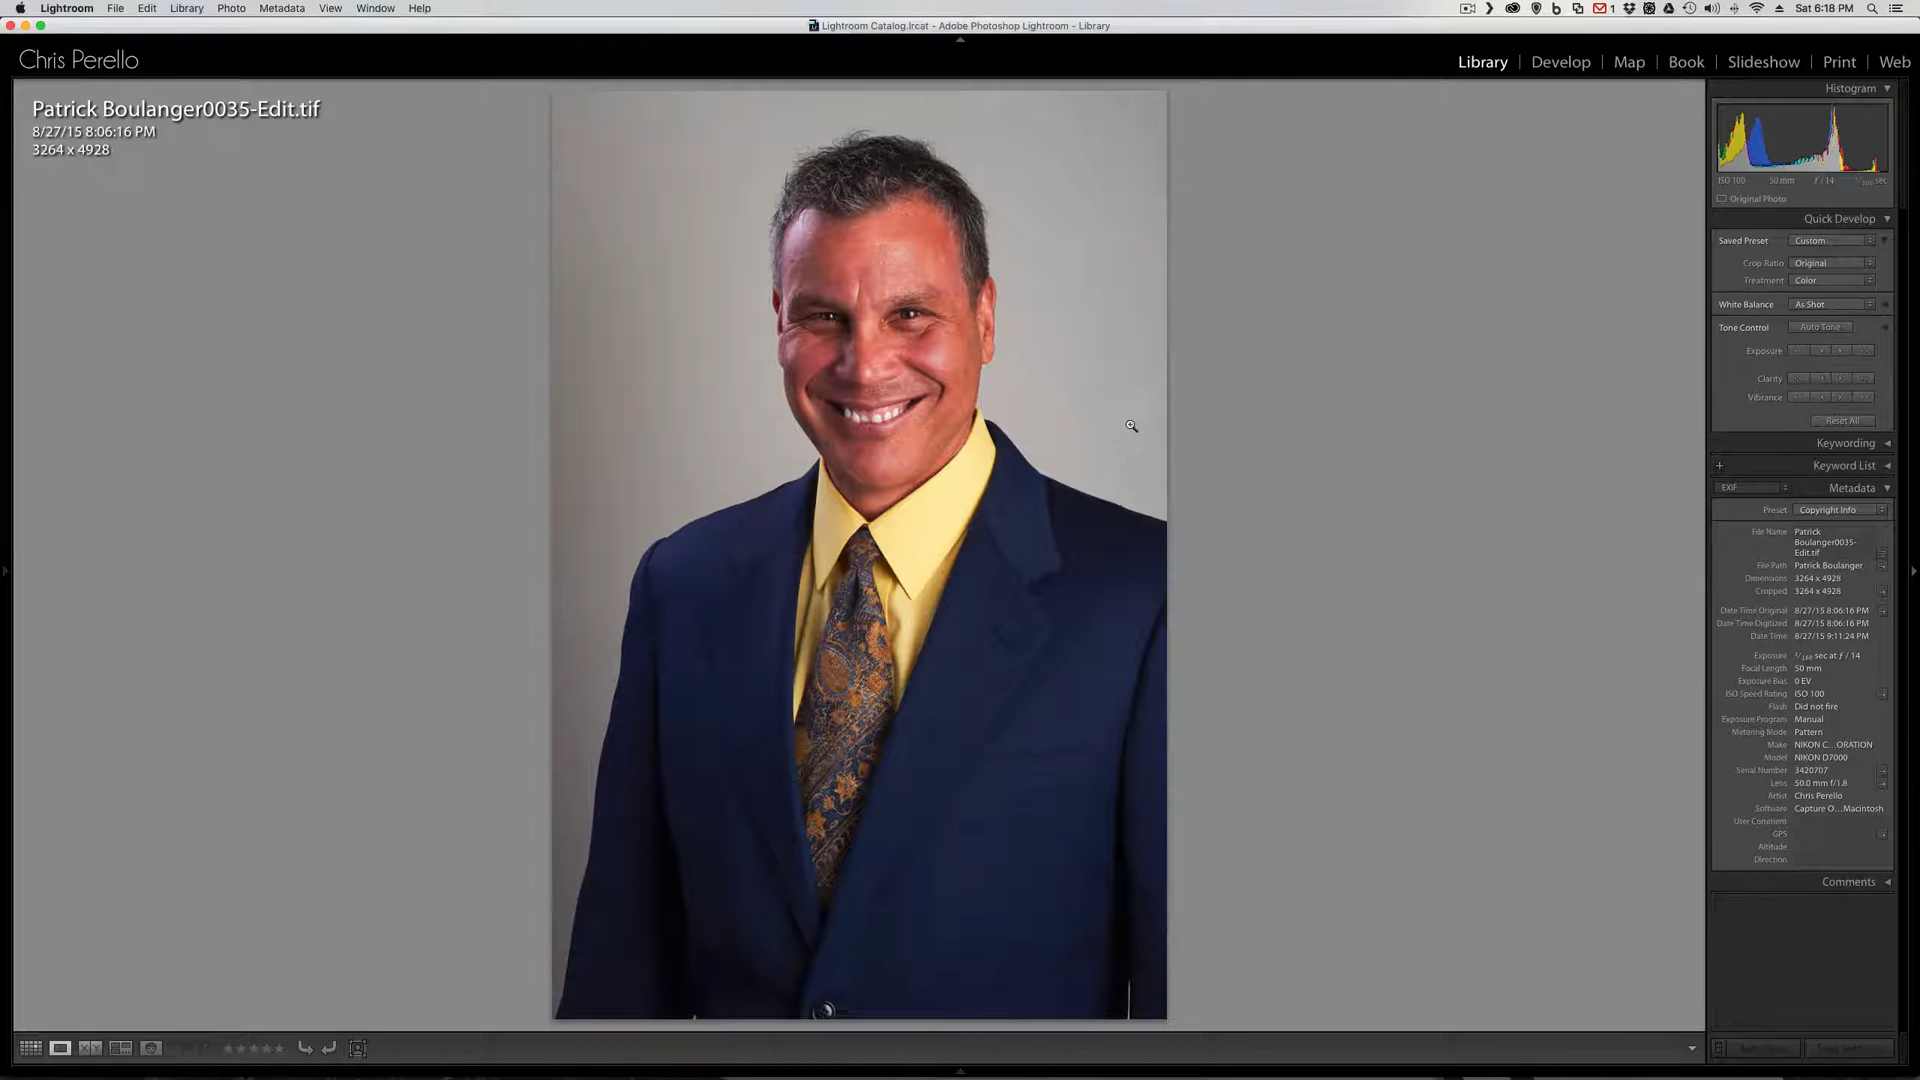 Lightroom File Edit Library Photo Metadata View Window Help
1 Sat 6:18 PM
Lightroom Catalog.lrcat - Adobe Photoshop Lightroom - Library
Chris Perello
Library | Develop | Map | Book | Slideshow | Print | Web
Patrick Boulanger0035-Edit.tif
8/27/15 8:06:16 PM
3264 x 4928
Histogram
ISO 100 50 mm ƒ / 14 sec
Original Photo
Quick Develop
Saved Preset Custom
Crop Ratio Original
Treatment Color
White Balance As Shot
Tone Control Auto Tone
Exposure
Clarity
Vibrance
Reset All
Keywording
+ Keyword List
EXIF Metadata
Preset Copyright Info
File Name Patrick
Boulanger0035-
Edit.tif
File Path Patrick Boulanger
Dimensions 3264 x 4928
Cropped 3264 x 4928
Date Time Original 8/27/15 8:06:16 PM
Date Time Digitized 8/27/15 8:06:16 PM
Date Time 8/27/15 9:11:24 PM
Exposure 1/160 sec at ƒ / 14
Focal Length 50 mm
Exposure Bias 0 EV
ISO Speed Rating ISO 100
Flash Did not fire
Exposure Program Manual
Metering Mode Pattern
Make NIKON C...ORATION
Model NIKON D7000
Serial Number 3420707
Lens 50.0 mm f/1.8
Artist Chris Perello
Software Capture O...Macintosh
User Comment
GPS
Altitude
Direction
Comments
X Y